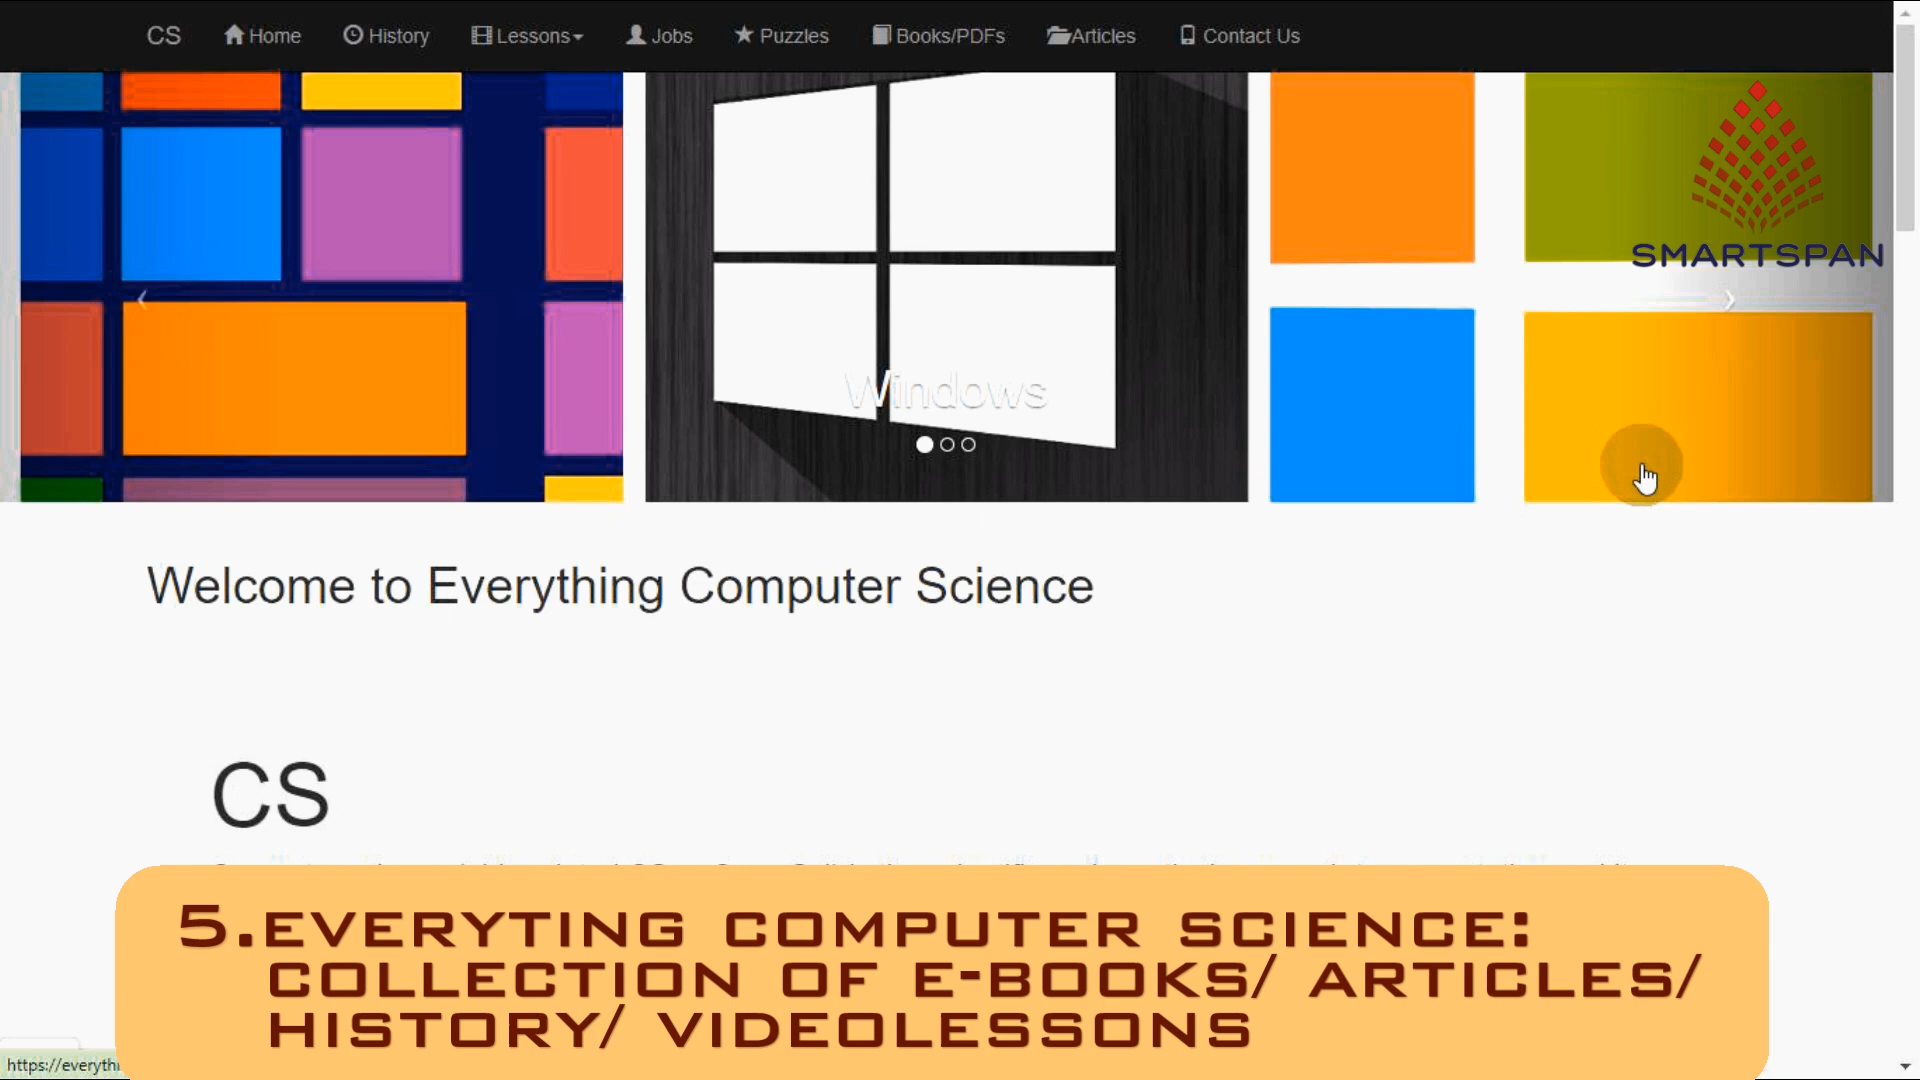 CS Home History Lessons Jobs Puzzles Books/PDFs Articles Contact Us
SMARTSPAN
Windows
Welcome to Everything Computer Science
CS
5.EVERYTING COMPUTER SCIENCE:
COLLECTION OF E-BOOKS/ ARTICLES/
HISTORY/ VIDEOLESSONS
https://everythi